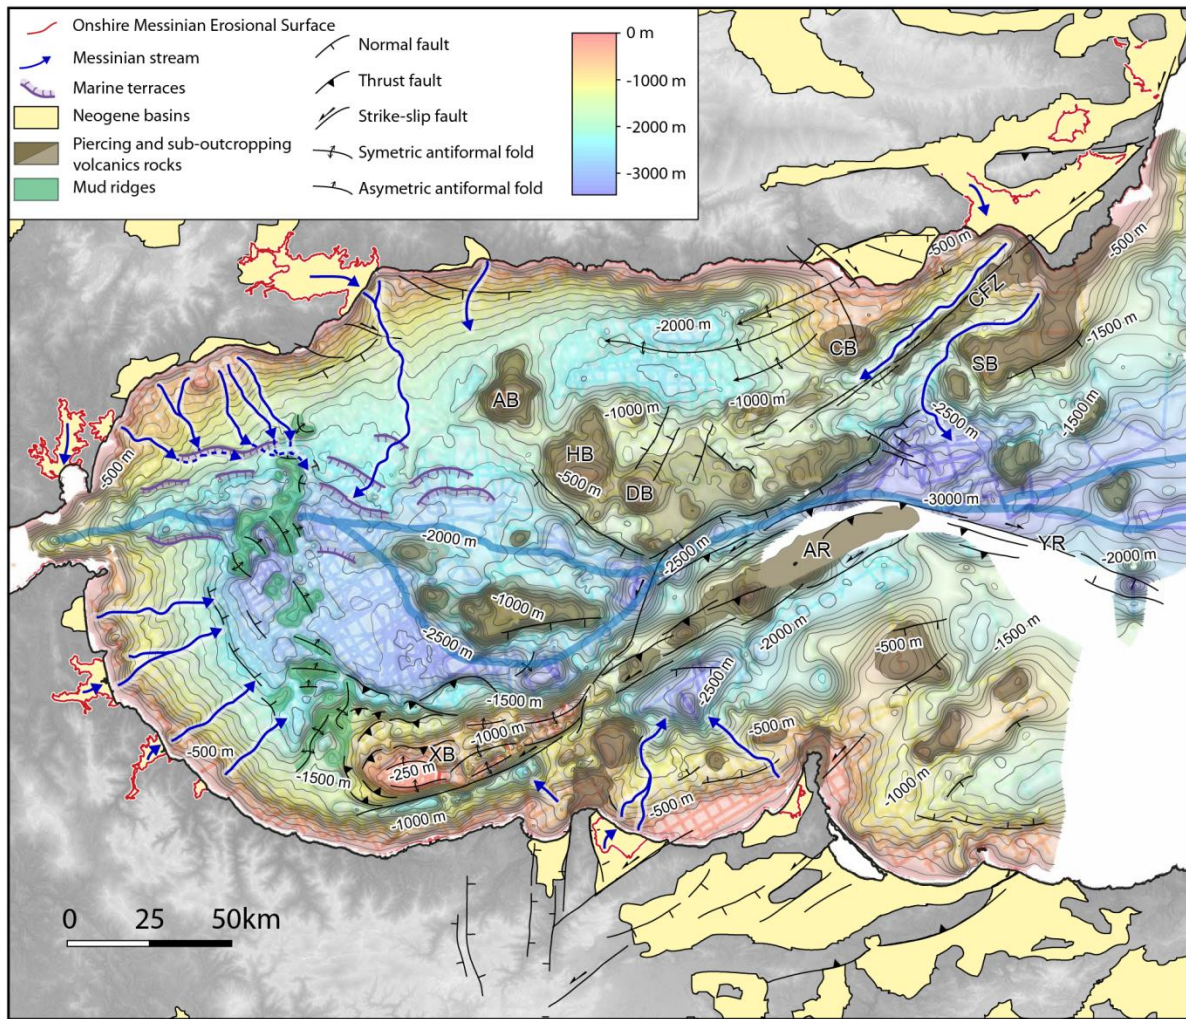 Onshire Messinian Erosional Surface
Messinian stream
Marine terraces
Neogene basins
Piercing and sub-outcropping
volcanics rocks
Mud ridges
Normal fault
Thrust fault
Strike-slip fault
Symetric antiformal fold
Asymetric antiformal fold
0 m
-1000 m
-2000 m
-3000 m
-500 m
-500 m
CFZ
-2000 m
CB
-1500 m
SB
AB
-1000 m
-1000 m
-2500 m
-1500 m
HB
-500 m
DB
-500 m
-3000 m
-2000 m
-2500 m
AR
YR
-2000 m
-1000 m
-2500 m
-2000 m
-500 m
-1500 m
-2500 m
-1500 m
-1000 m
XB
-250 m
-500 m
-500 m
-1500 m
-1000 m
-500 m
-1000 m
0 25 50km